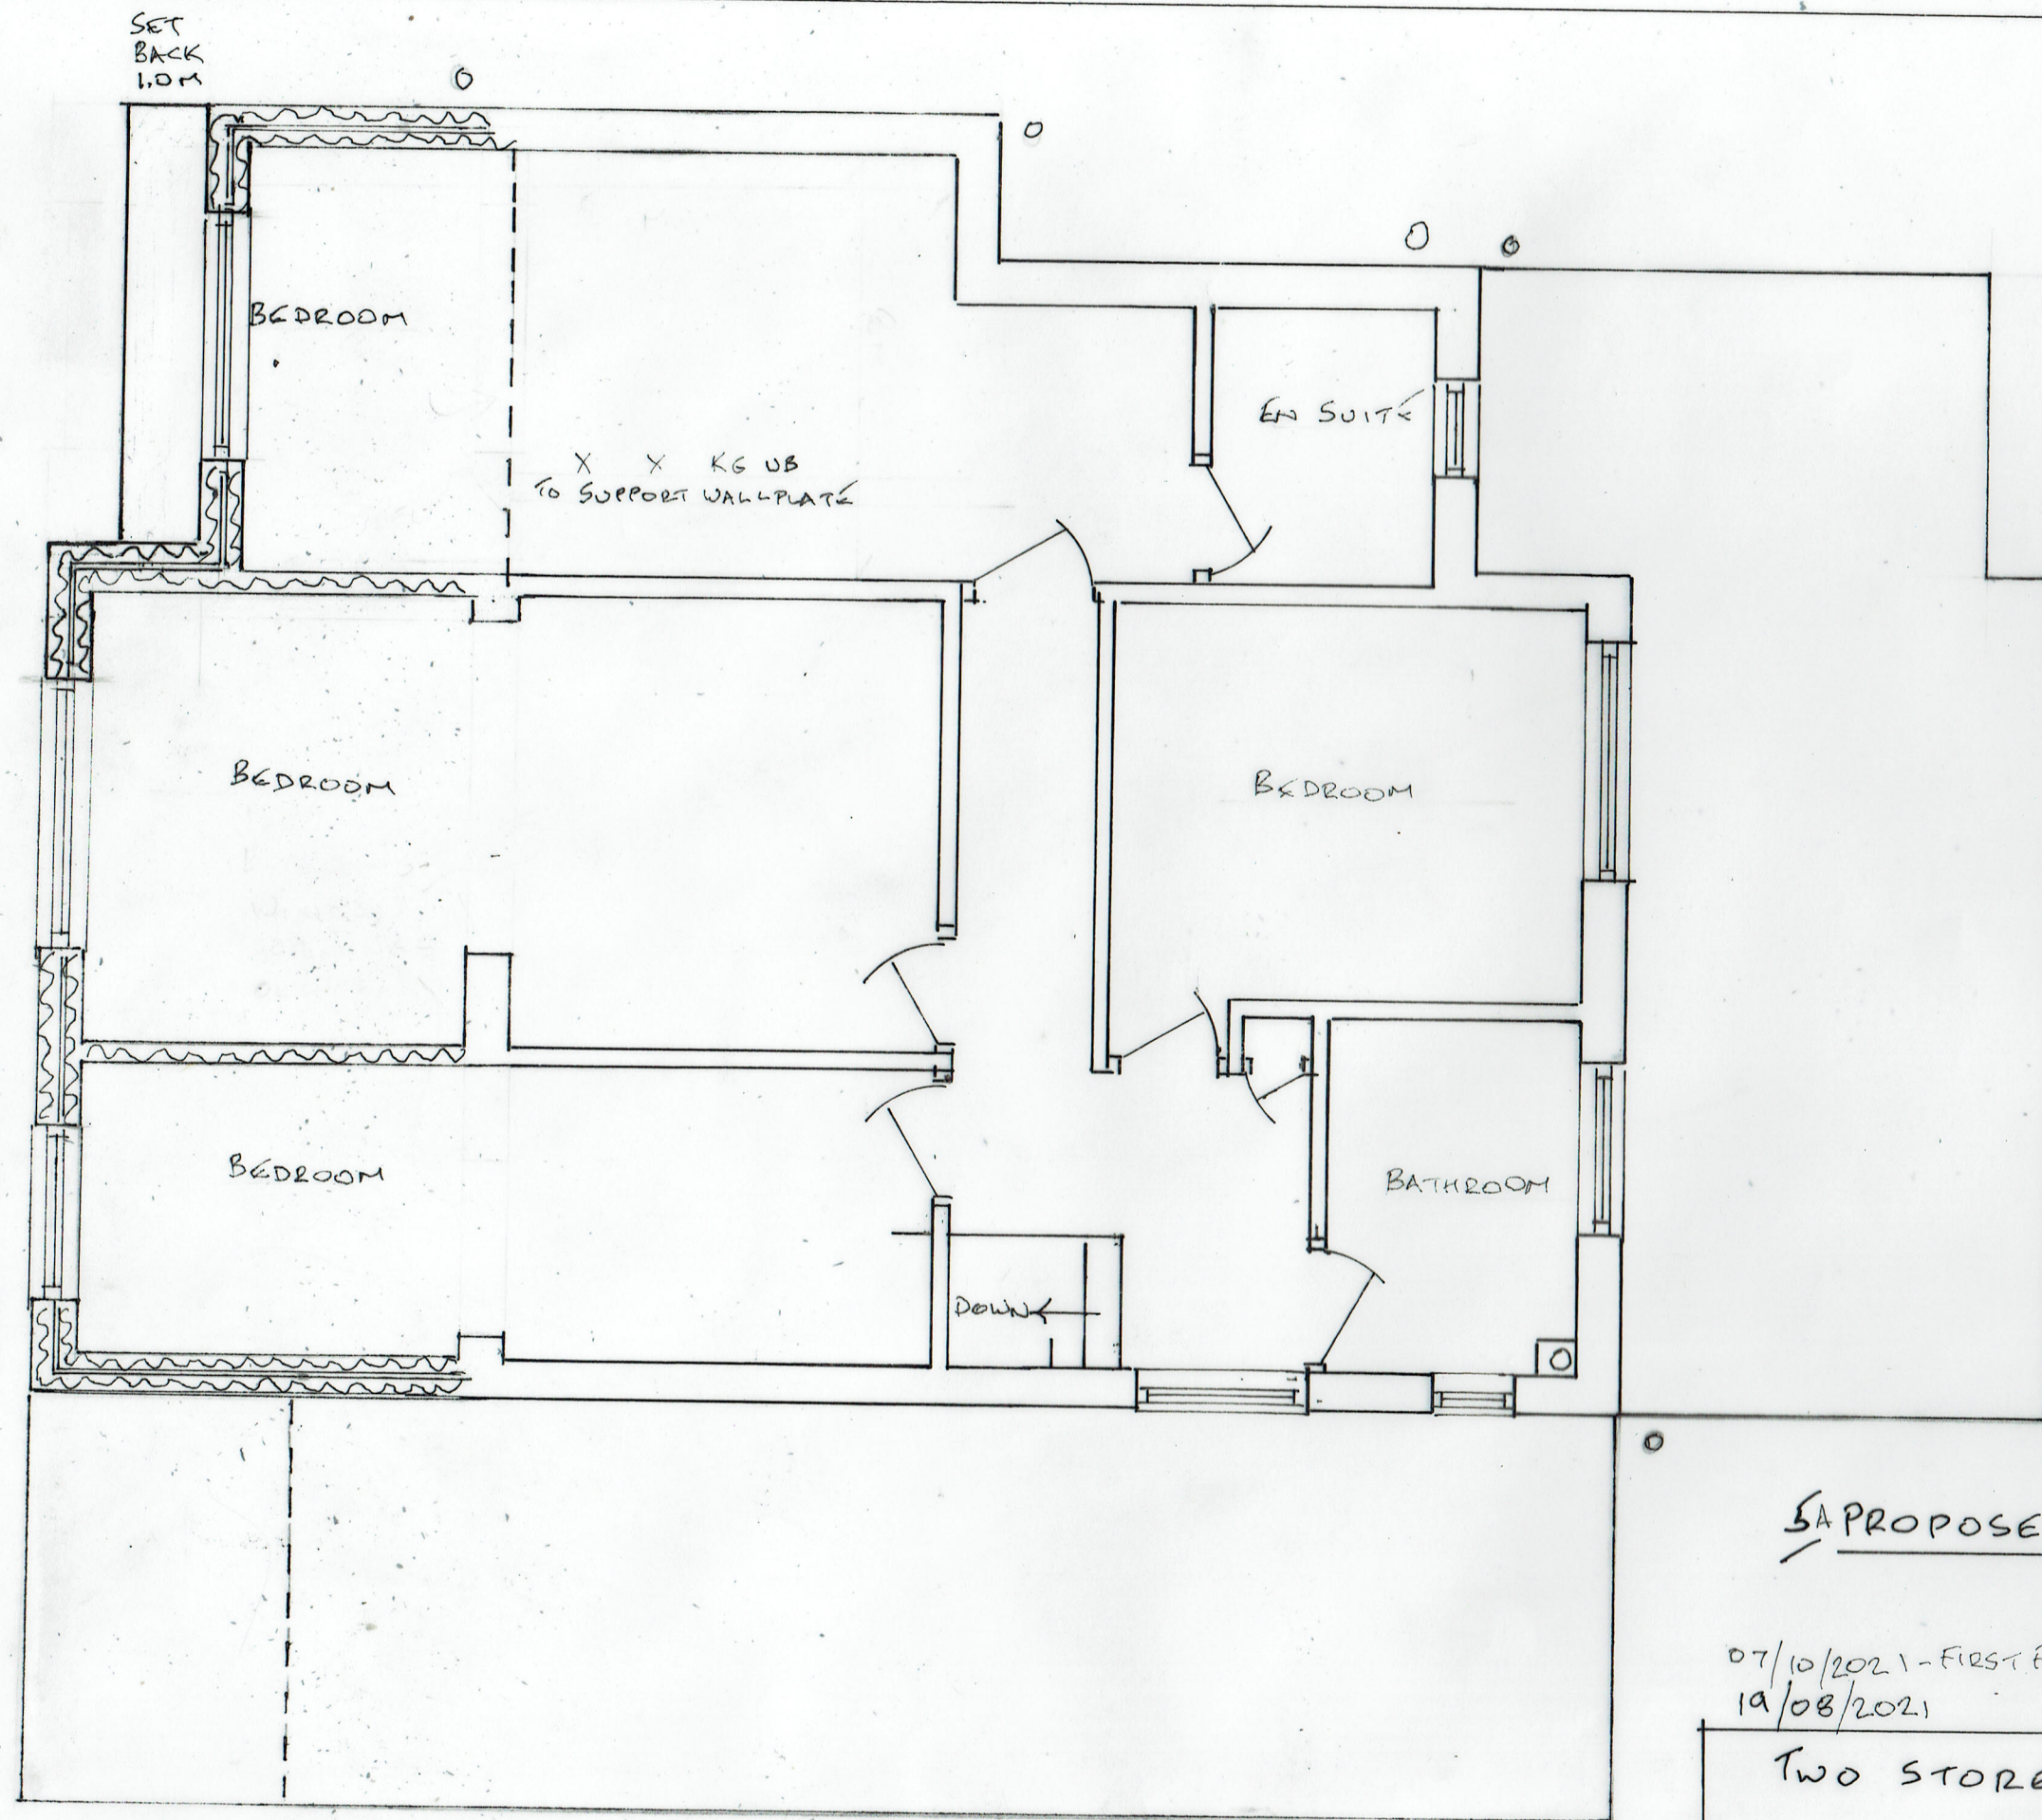 SET
BACK
1.0M
BEDROOM
EN SUITE
X X KG UB
TO SUPPORT WALLPLATE
BEDROOM
BEDROOM
BEDROOM
BATHROOM
DOWN
5A PROPOSE
07/10/2021 - FIRST F
19/08/2021
TWO STORE